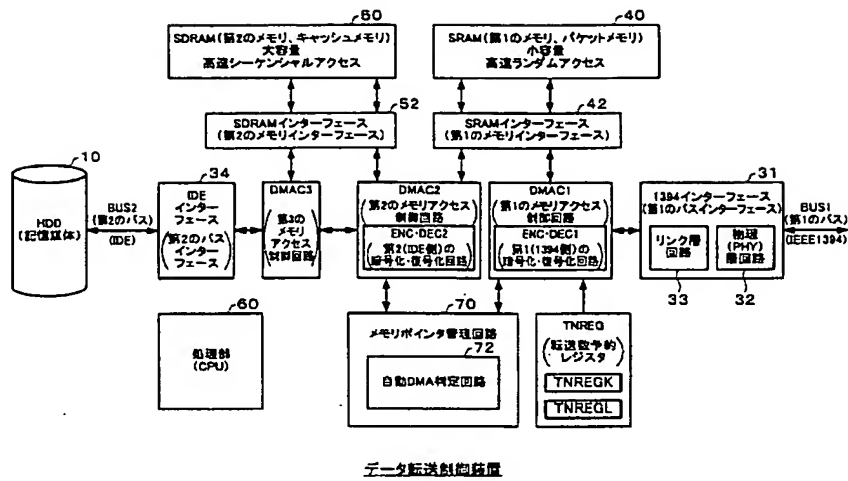 50
SDRAM(第2のメモリ、キャッシュメモリ)
大容量
高速シーケンシャルアクセス
40
SRAM(第1のメモリ、パケットメモリ)
小容量
高速ランダムアクセス
52
SDRAMインターフェース
(第2のメモリインターフェース)
42
SRAMインターフェース
(第1のメモリインターフェース)
10
HDD
(記憶媒体)
BUS2
(第2のバス)
(IDE)
34
IDE
インター
フェース
(第2のバス
インター
フェース)
DMAC3
(第3の
メモリ
アクセス
制御回路)
DMAC2
(第2のメモリアクセス
制御回路)
ENC・DEC2
(第2(IDE側)の
暗号化・復号化回路)
DMAC1
(第1のメモリアクセス
制御回路)
ENC・DEC1
(第1(1394側)の
暗号化・復号化回路)
31
1394インターフェース
(第1のバスインターフェース)
リンク層
回路
33
物理
(PHY)
層回路
32
BUS1
(第1のバス)
(IEEE1394)
60
処理部
(CPU)
70
メモリポインタ管理回路
72
自動DMA判定回路
TNREG
(転送数予約
レジスタ)
TNREGK
TNREGL
データ転送制御装置